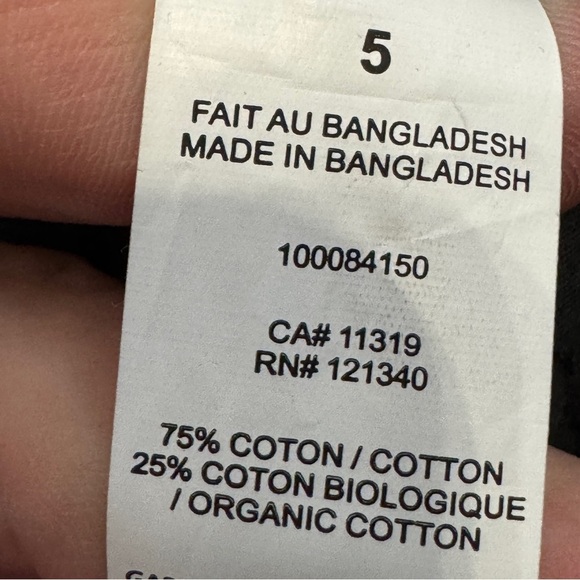 5
FAIT AU BANGLADESH
MADE IN BANGLADESH
100084150
CA# 11319
RN# 121340
75% COTON / COTTON
25% COTON BIOLOGIQUE
/ ORGANIC COTTON